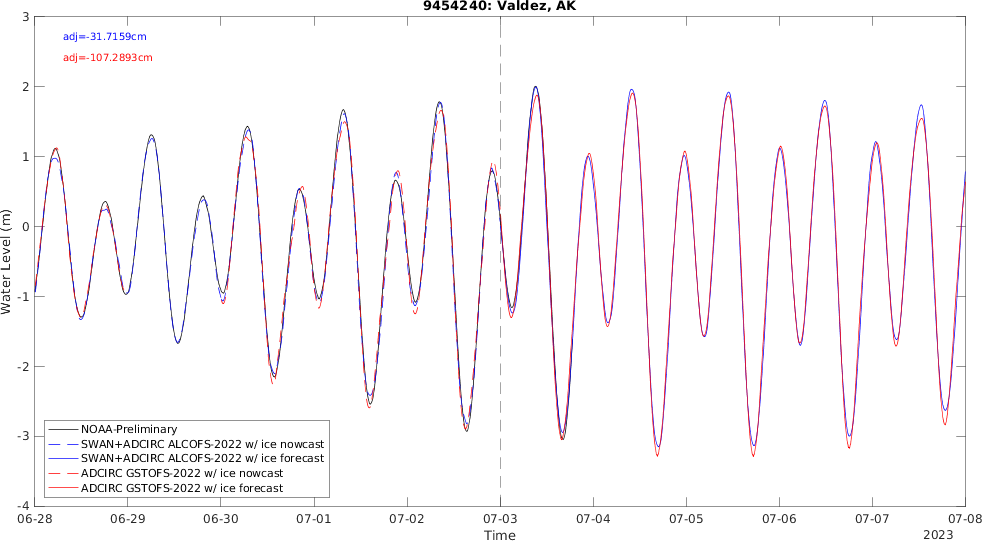 9454240: Valdez, AK
adj=-31.7159cm
adj=-107.2893cm
Water Level (m)
3
2
1
0
-1
-2
-3
-4
NOAA-Preliminary
SWAN+ADCIRC ALCOFS-2022 w/ ice nowcast
SWAN+ADCIRC ALCOFS-2022 w/ ice forecast
ADCIRC GSTOFS-2022 w/ ice nowcast
ADCIRC GSTOFS-2022 w/ ice forecast
06-28 06-29 06-30 07-01 07-02 07-03 07-04 07-05 07-06 07-07 07-08
Time
2023